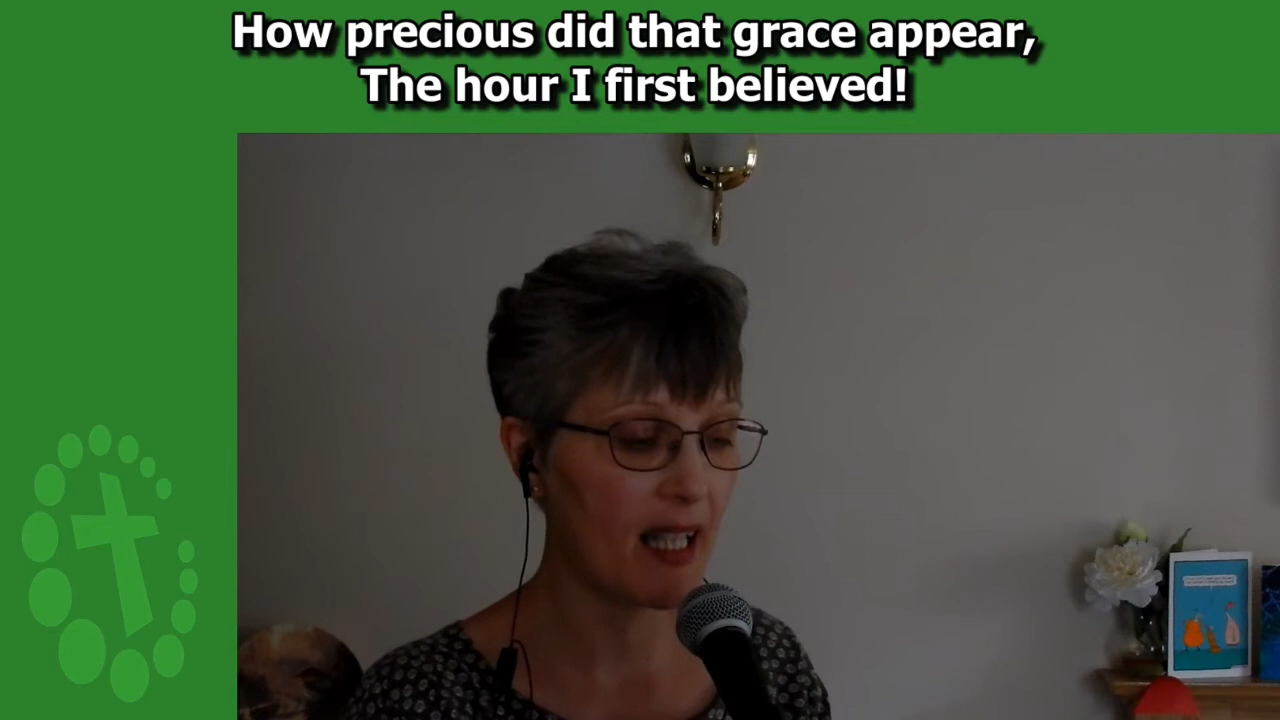 How precious did that grace appear,
The hour I first believed!